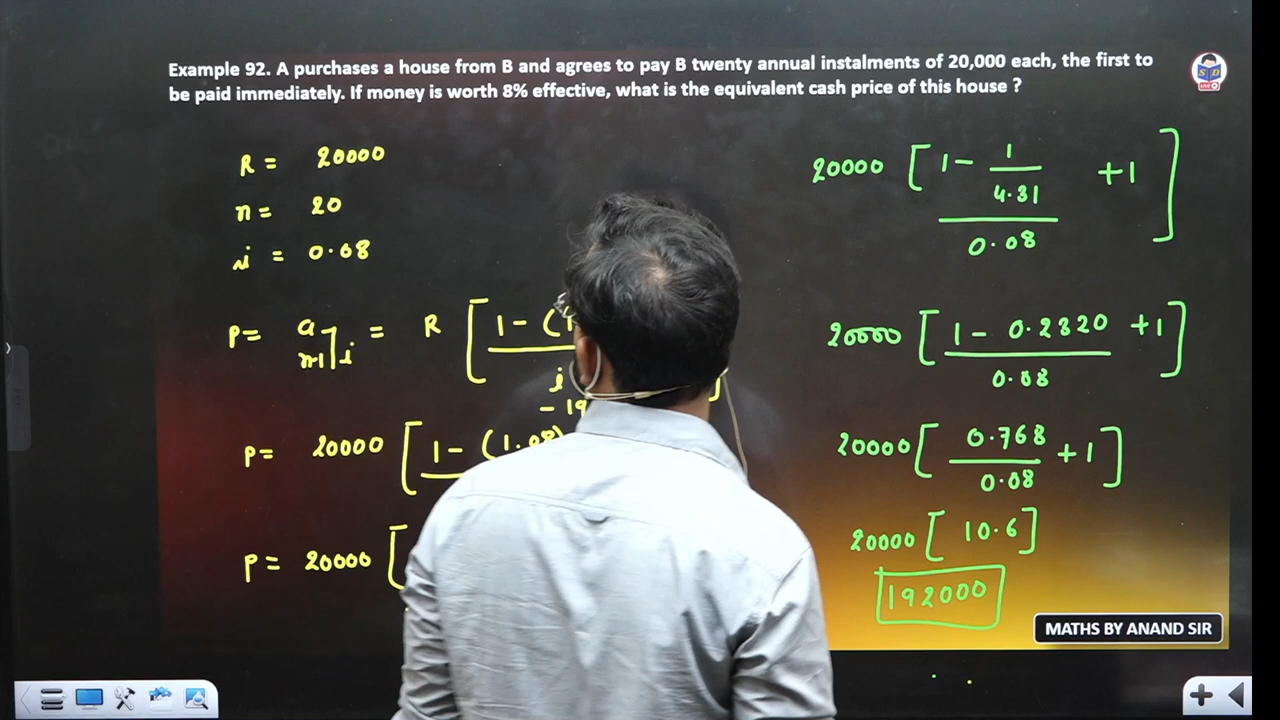 Example 92. A purchases a house from B and agrees to pay B twenty annual instalments of 20,000 each, the first to
be paid immediately. If money is worth 8% effective, what is the equivalent cash price of this house ?
R = 20000
n = 20
i = 0.08
P = a n-1 i = R [ 1 - (1
i
- 19
P = 20000 [ 1 - (1.08)
P = 20000 [
20000 [ 1 - 1 + 1 ]
4.31
0.08
20000 [ 1 - 0.2320 + 1 ]
0.08
20000 [ 0.768 + 1 ]
0.08
20000 [ 10.6 ]
192000
MATHS BY ANAND SIR